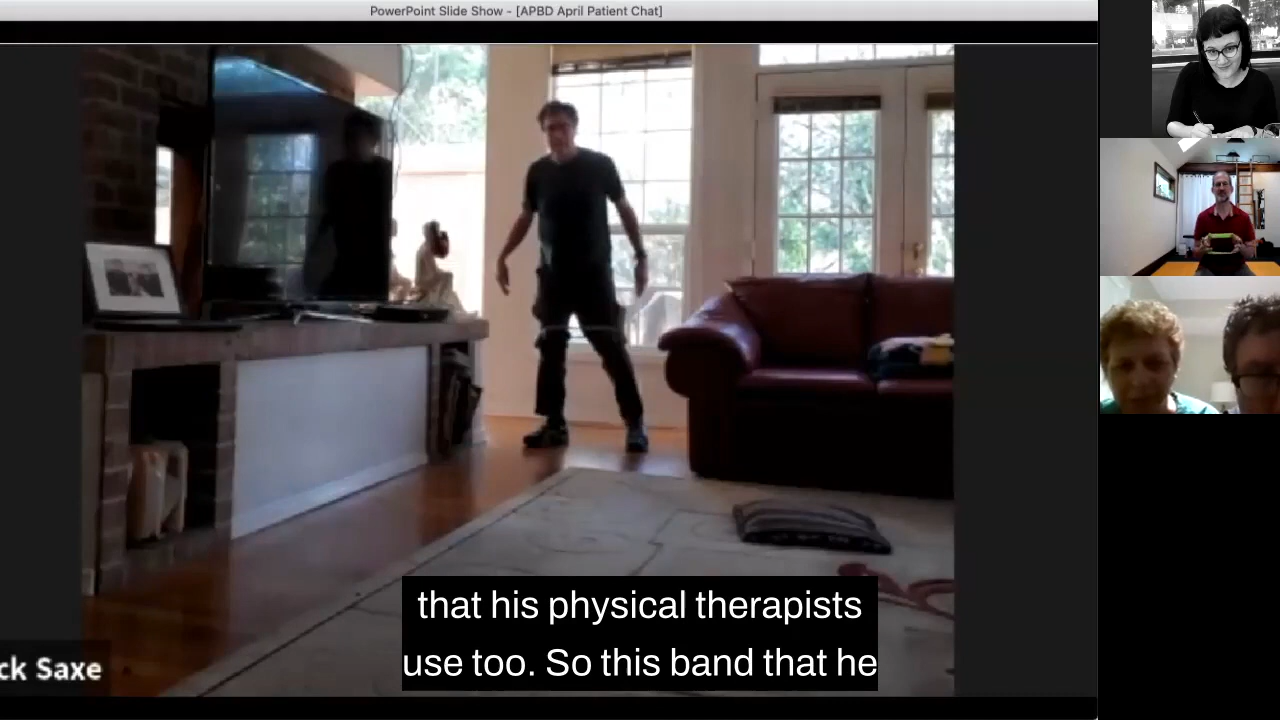 PowerPoint Slide Show - [APBD April Patient Chat]
that his physical therapists
use too. So this band that he
ck Saxe